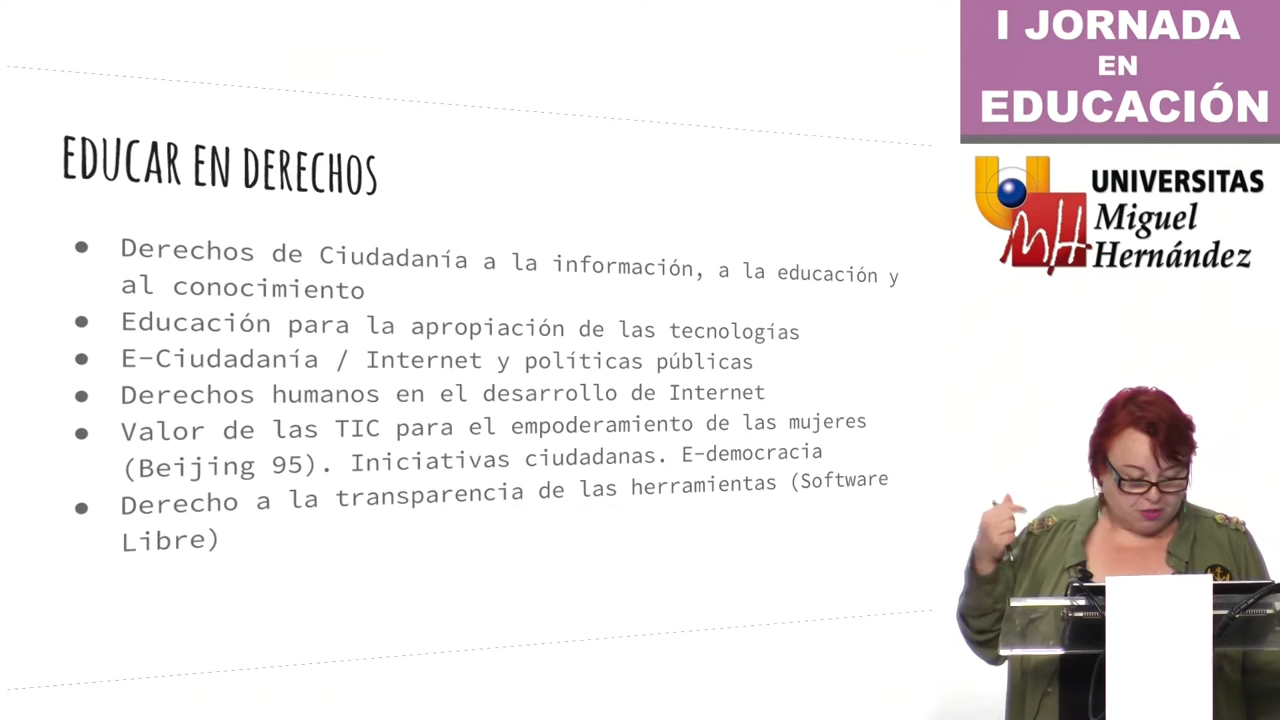 I JORNADA
EN
EDUCACIÓN
UNIVERSITAS
Miguel
Hernández
EDUCAR EN DERECHOS
● Derechos de Ciudadanía a la información, a la educación y
al conocimiento
● Educación para la apropiación de las tecnologías
● E-Ciudadanía / Internet y políticas públicas
● Derechos humanos en el desarrollo de Internet
● Valor de las TIC para el empoderamiento de las mujeres
(Beijing 95). Iniciativas ciudadanas. E-democracia
● Derecho a la transparencia de las herramientas (Software
Libre)